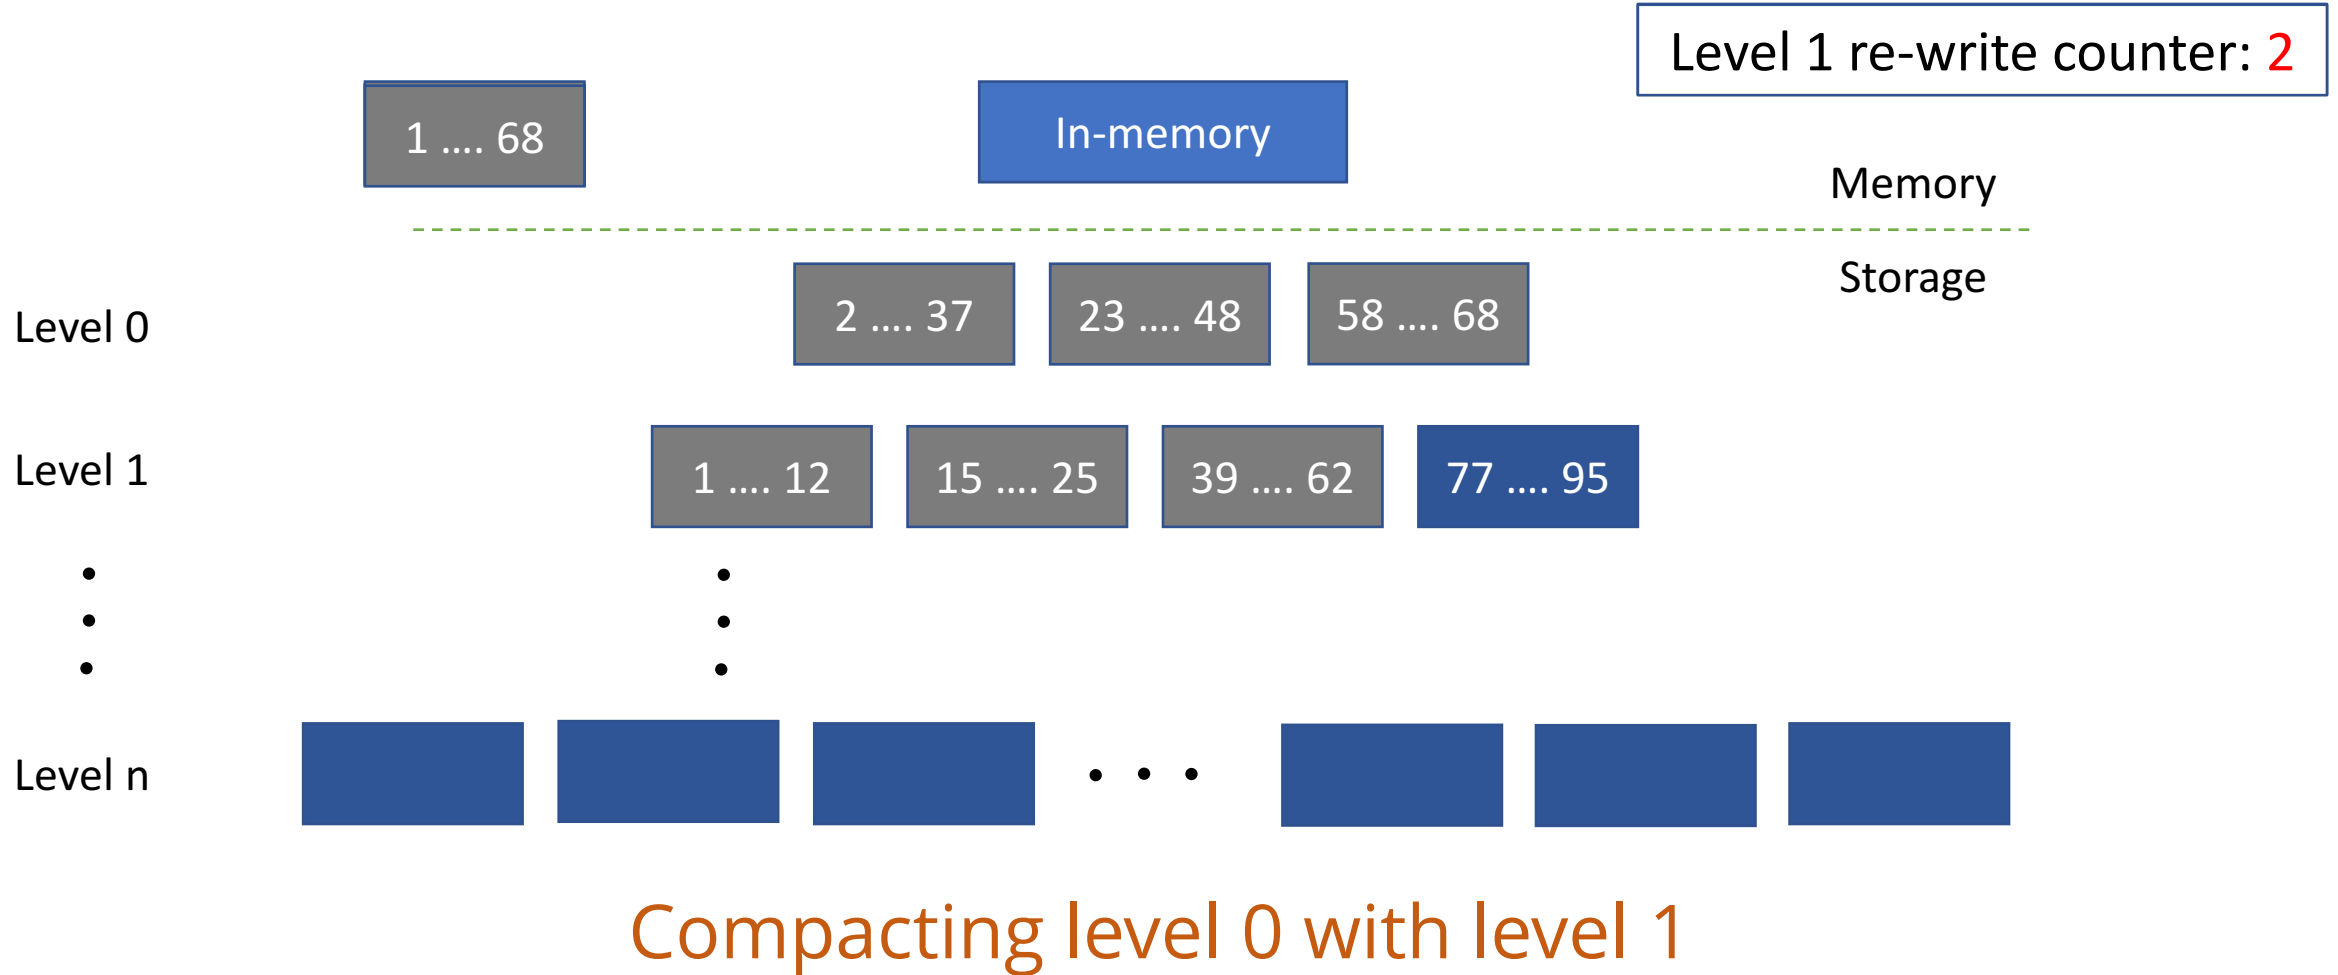 Level 1 re-write counter: 2
1 .... 68
In-memory
Memory
Storage
Level 0
2 .... 37
23 .... 48
58 .... 68
Level 1
1 .... 12
15 .... 25
39 .... 62
77 .... 95
Level n
Compacting level 0 with level 1